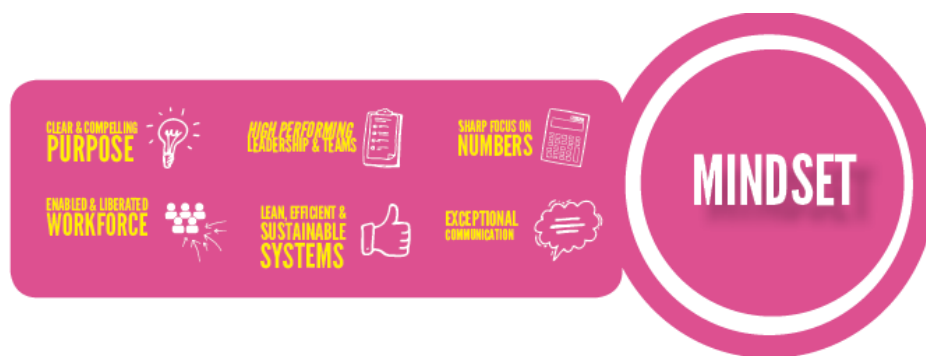 CLEAR & COMPELLING
PURPOSE
HIGH PERFORMING
LEADERSHIP & TEAMS
SHARP FOCUS ON
NUMBERS
ENABLED & LIBERATED
WORKFORCE
LEAN, EFFICIENT &
SUSTAINABLE
SYSTEMS
EXCEPTIONAL
COMMUNICATION
MINDSET